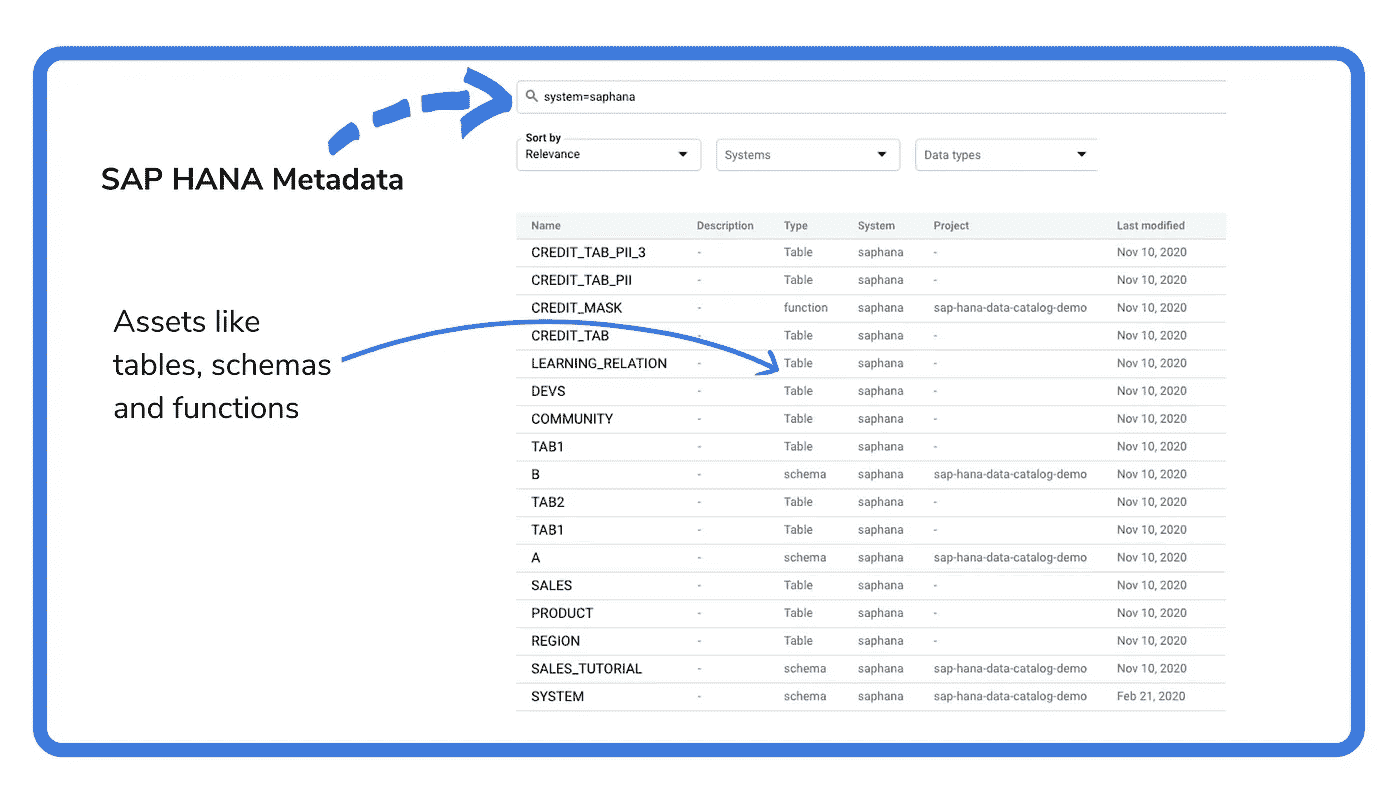 system=saphana
Sort by
Relevance
Systems
Data types
SAP HANA Metadata
Assets like
tables, schemas
and functions
Name Description Type System Project Last modified
CREDIT_TAB_PII_3 - Table saphana - Nov 10, 2020
CREDIT_TAB_PII - Table saphana - Nov 10, 2020
CREDIT_MASK - function saphana sap-hana-data-catalog-demo Nov 10, 2020
CREDIT_TAB - Table saphana - Nov 10, 2020
LEARNING_RELATION - Table saphana - Nov 10, 2020
DEVS - Table saphana - Nov 10, 2020
COMMUNITY - Table saphana - Nov 10, 2020
TAB1 - Table saphana - Nov 10, 2020
B - schema saphana sap-hana-data-catalog-demo Nov 10, 2020
TAB2 - Table saphana - Nov 10, 2020
TAB1 - Table saphana - Nov 10, 2020
A - schema saphana sap-hana-data-catalog-demo Nov 10, 2020
SALES - Table saphana - Nov 10, 2020
PRODUCT - Table saphana - Nov 10, 2020
REGION - Table saphana - Nov 10, 2020
SALES_TUTORIAL - schema saphana sap-hana-data-catalog-demo Nov 10, 2020
SYSTEM - schema saphana sap-hana-data-catalog-demo Feb 21, 2020